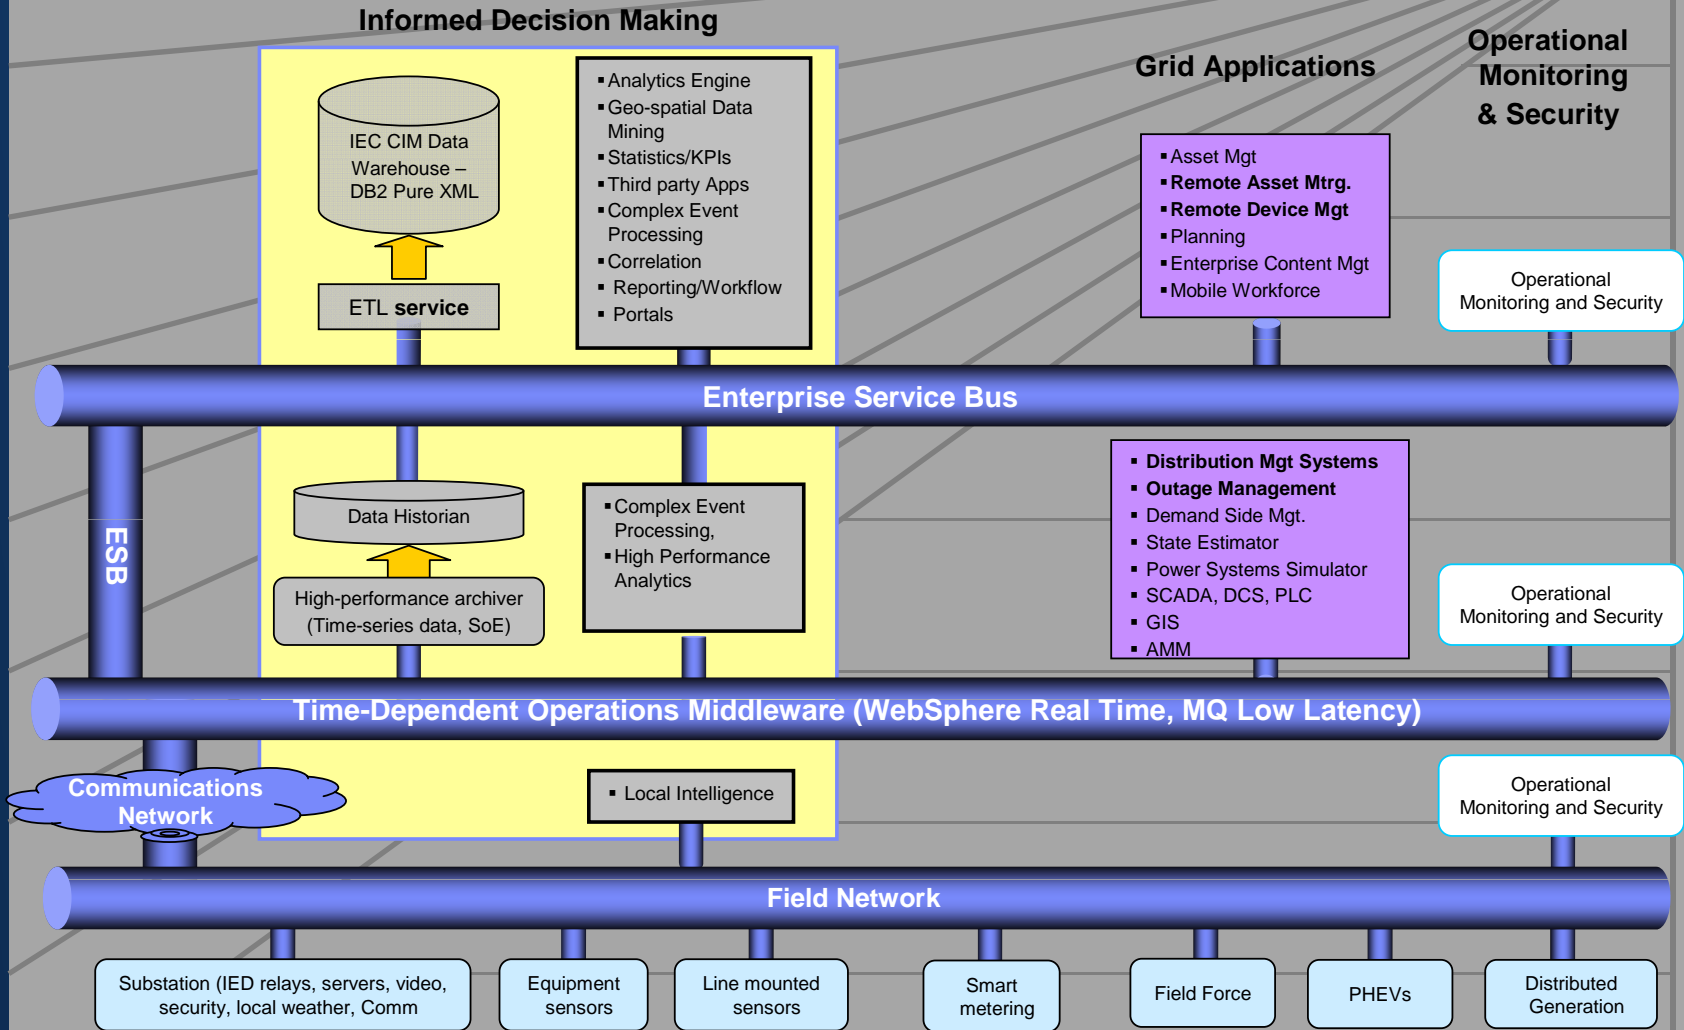 Informed Decision Making
Grid Applications
Operational
Monitoring
& Security
IEC CIM Data
Warehouse –
DB2 Pure XML
ETL service
▪ Analytics Engine
▪ Geo-spatial Data
Mining
▪ Statistics/KPIs
▪ Third party Apps
▪ Complex Event
Processing
▪ Correlation
▪ Reporting/Workflow
▪ Portals
▪ Asset Mgt
▪ Remote Asset Mtrg.
▪ Remote Device Mgt
▪ Planning
▪ Enterprise Content Mgt
▪ Mobile Workforce
Operational
Monitoring and Security
Enterprise Service Bus
ESB
Data Historian
High-performance archiver
(Time-series data, SoE)
▪ Complex Event
Processing,
▪ High Performance
Analytics
▪ Distribution Mgt Systems
▪ Outage Management
▪ Demand Side Mgt.
▪ State Estimator
▪ Power Systems Simulator
▪ SCADA, DCS, PLC
▪ GIS
▪ AMM
Operational
Monitoring and Security
Time-Dependent Operations Middleware (WebSphere Real Time, MQ Low Latency)
Communications
Network
▪ Local Intelligence
Operational
Monitoring and Security
Field Network
Substation (IED relays, servers, video,
security, local weather, Comm
Equipment
sensors
Line mounted
sensors
Smart
metering
Field Force
PHEVs
Distributed
Generation